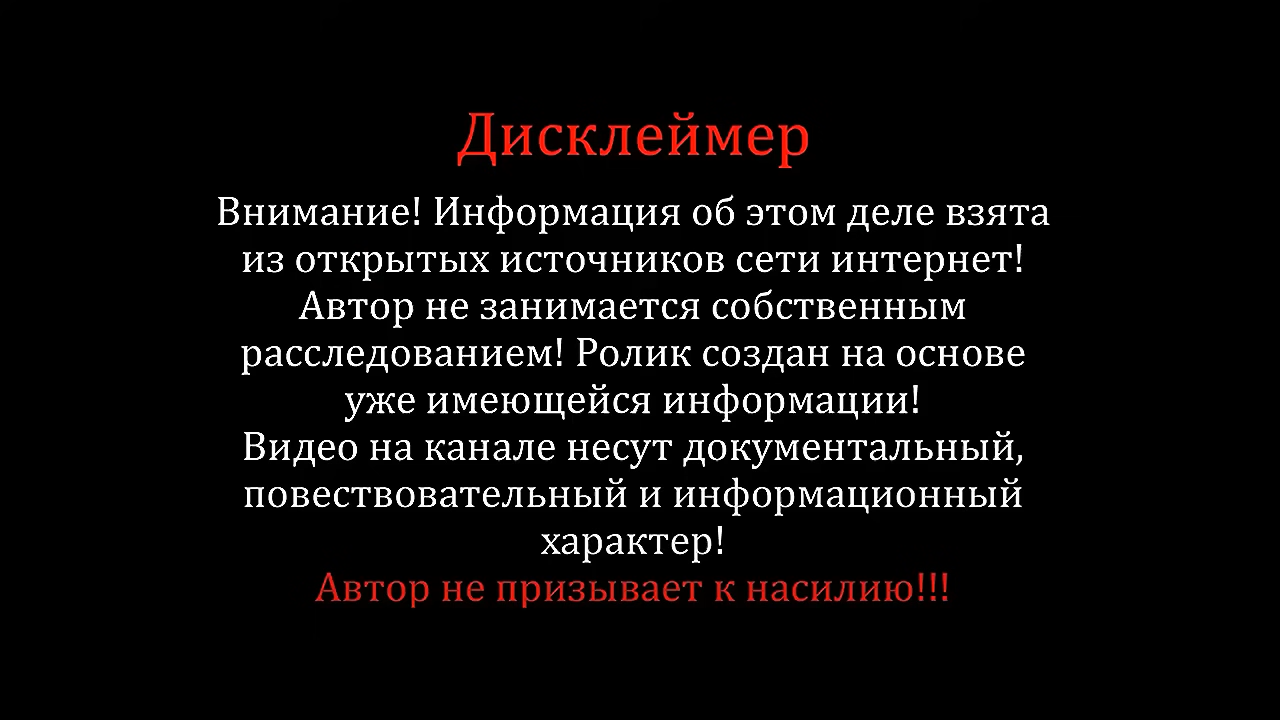 Дисклеймер
Внимание! Информация об этом деле взята
из открытых источников сети интернет!
Автор не занимается собственным
расследованием! Ролик создан на основе
уже имеющейся информации!
Видео на канале несут документальный,
повествовательный и информационный
характер!
Автор не призывает к насилию!!!